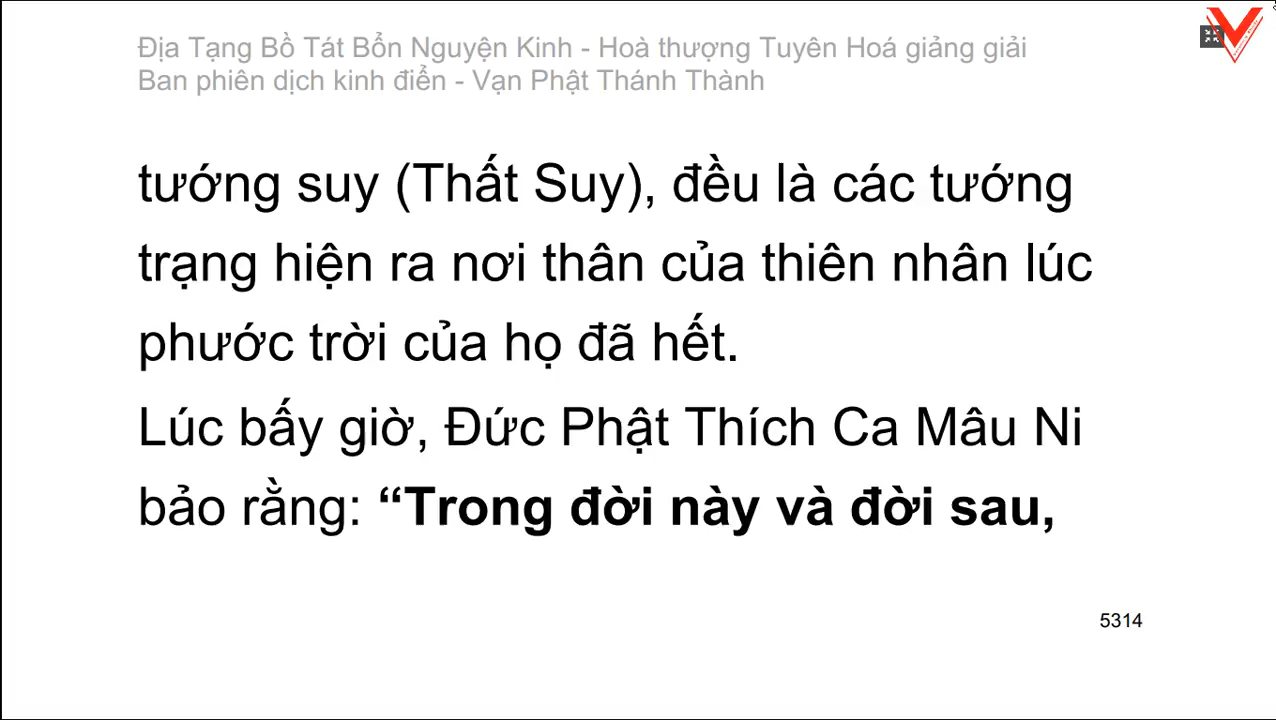 Địa Tạng Bồ Tát Bổn Nguyện Kinh - Hoà thượng Tuyên Hoá giảng giải
Ban phiên dịch kinh điển - Vạn Phật Thánh Thành
tướng suy (Thất Suy), đều là các tướng
trạng hiện ra nơi thân của thiên nhân lúc
phước trời của họ đã hết.
Lúc bấy giờ, Đức Phật Thích Ca Mâu Ni
bảo rằng: “Trong đời này và đời sau,
5314